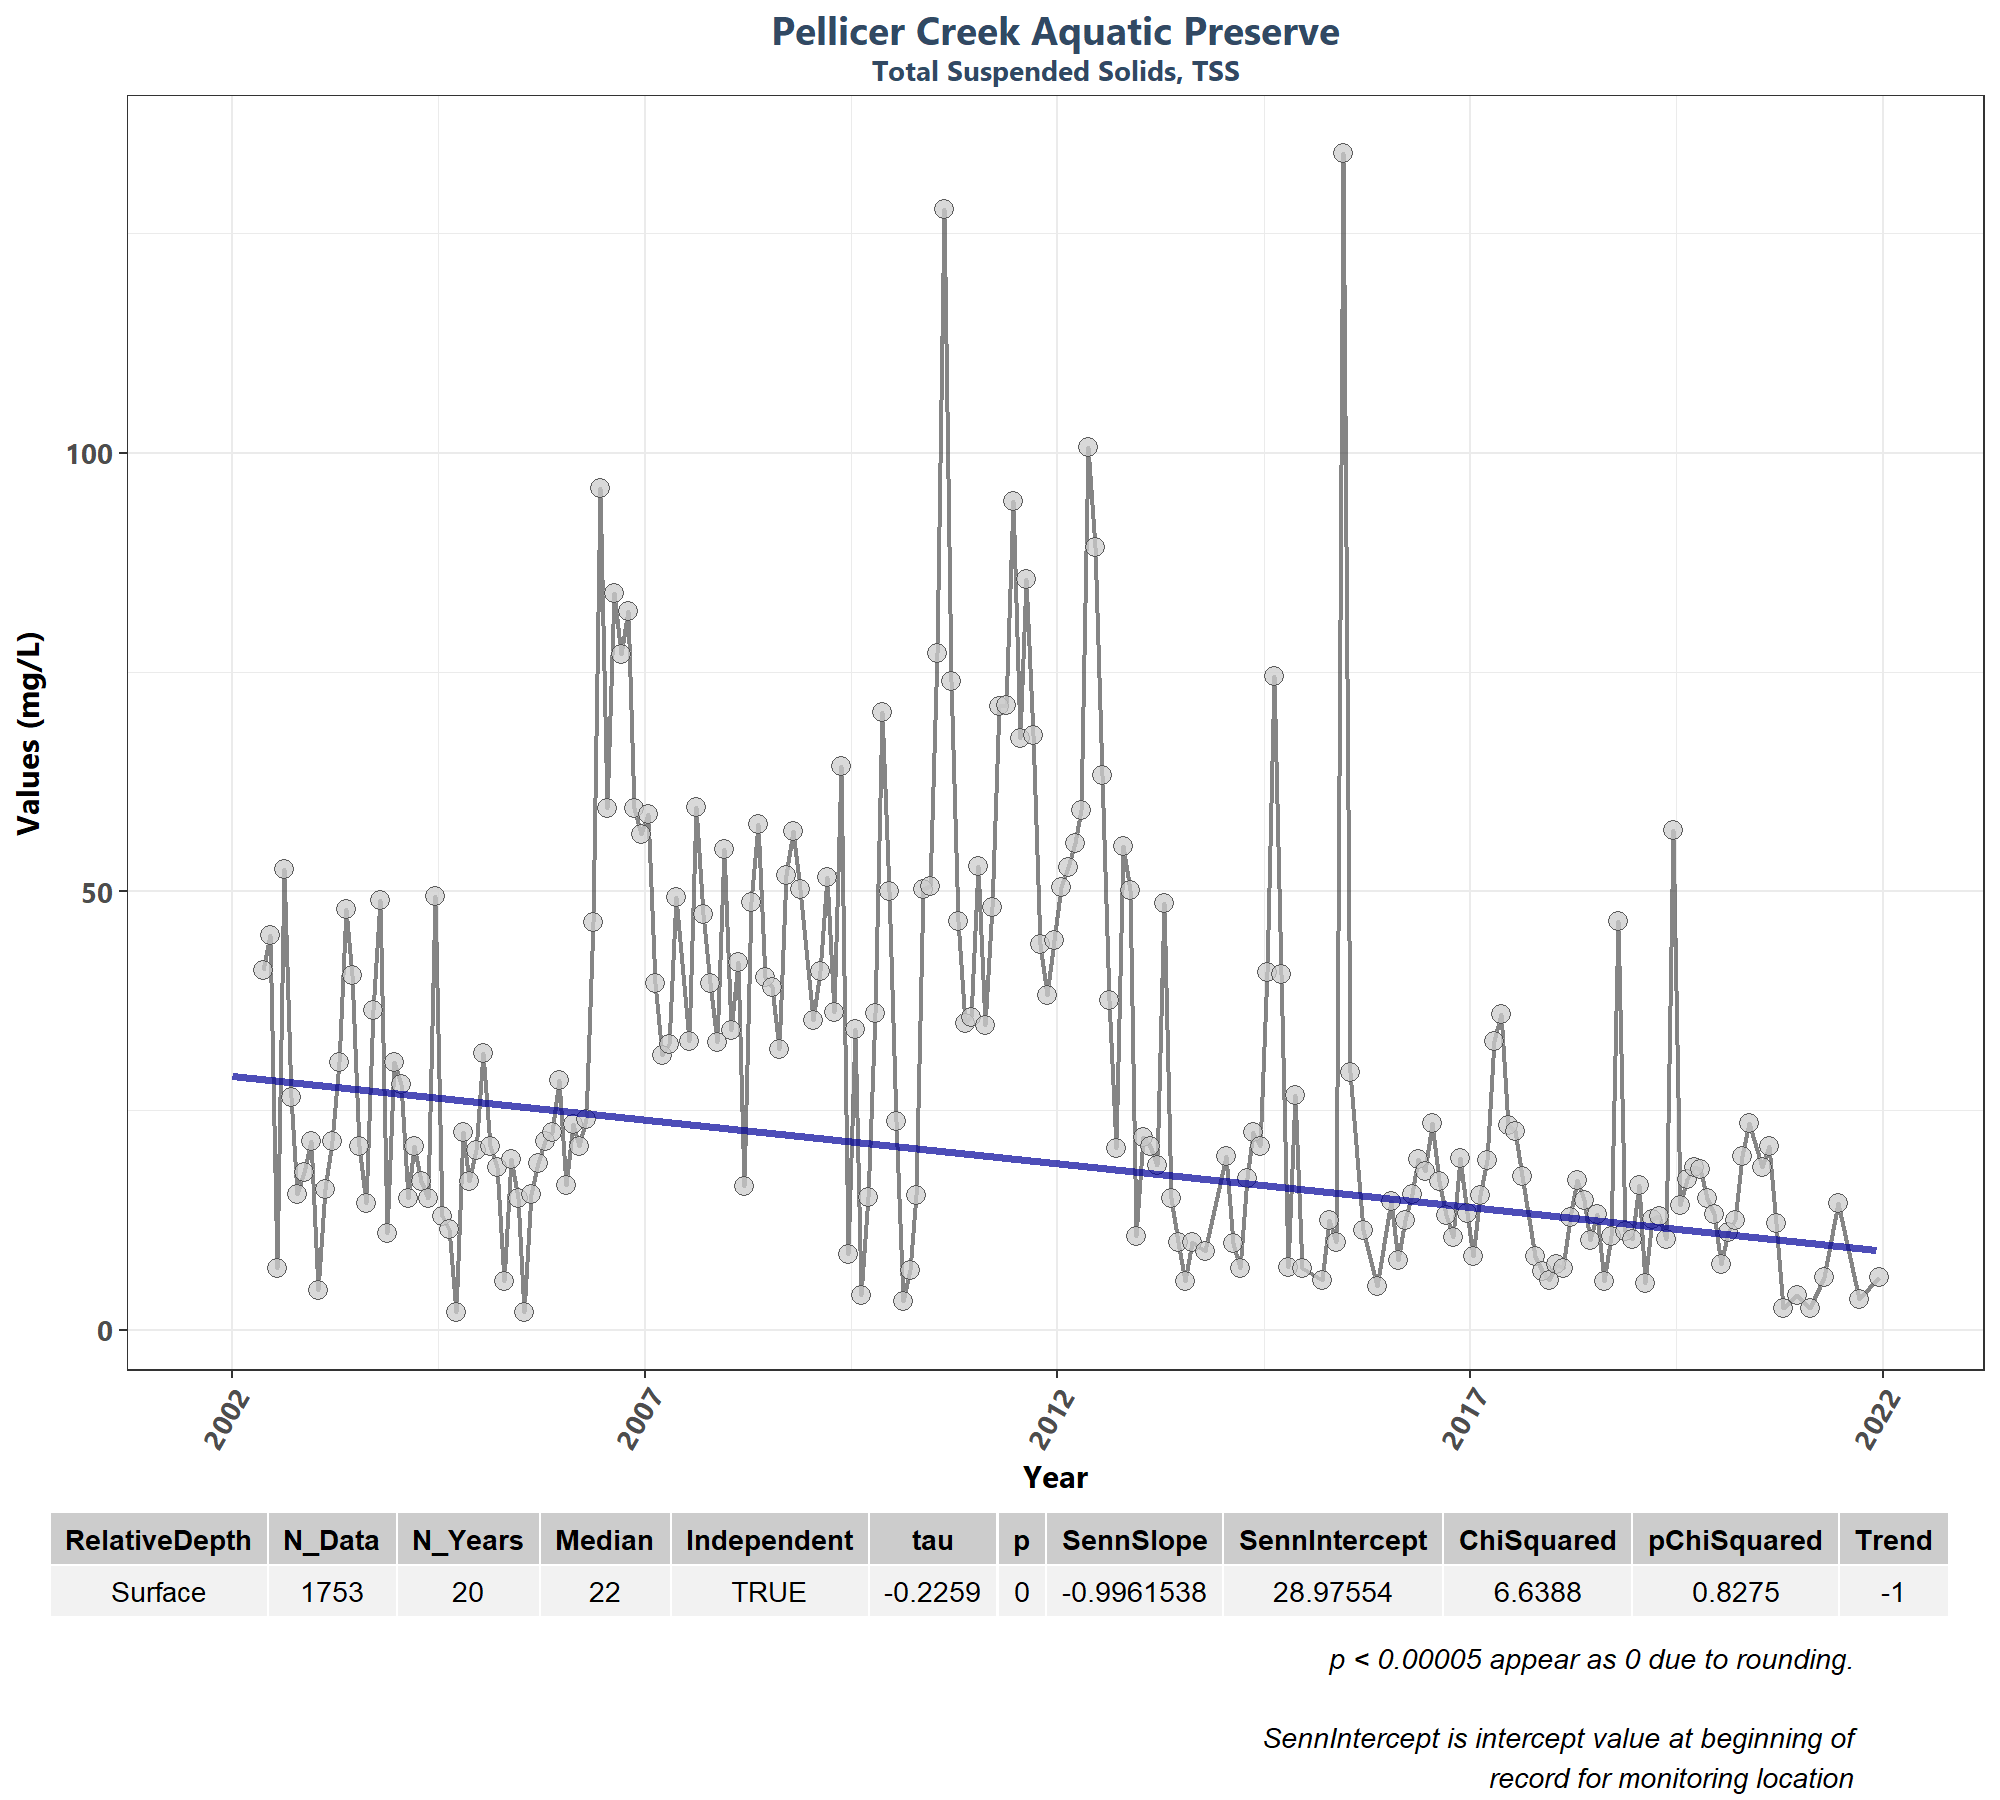 Pellicer Creek Aquatic Preserve
Total Suspended Solids, TSS
Values (mg/L)
100
50
0
2002 2007 2012 2017 2022
Year
RelativeDepth N_Data N_Years Median Independent tau p SennSlope SennIntercept ChiSquared pChiSquared Trend
Surface 1753 20 22 TRUE -0.2259 0 -0.9961538 28.97554 6.6388 0.8275 -1
p < 0.00005 appear as 0 due to rounding.
SennIntercept is intercept value at beginning of
record for monitoring location